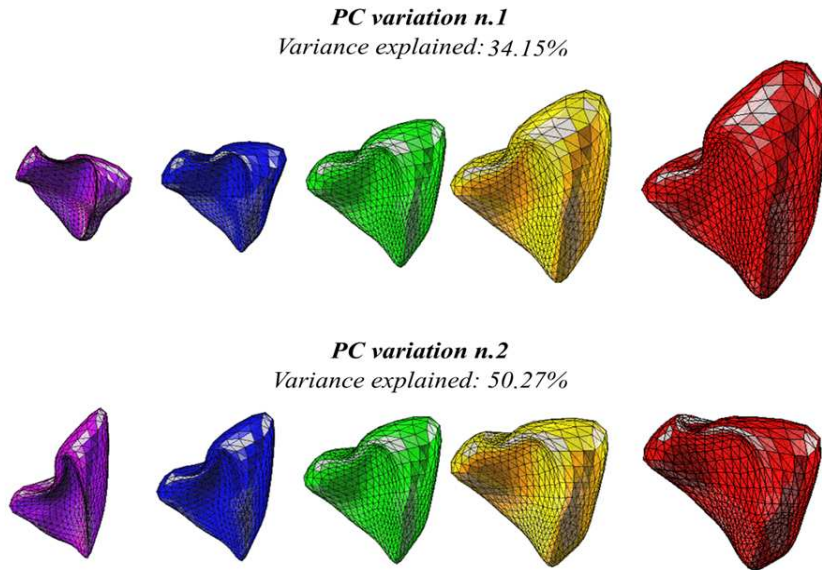 PC variation n.1
Variance explained: 34.15%
PC variation n.2
Variance explained: 50.27%